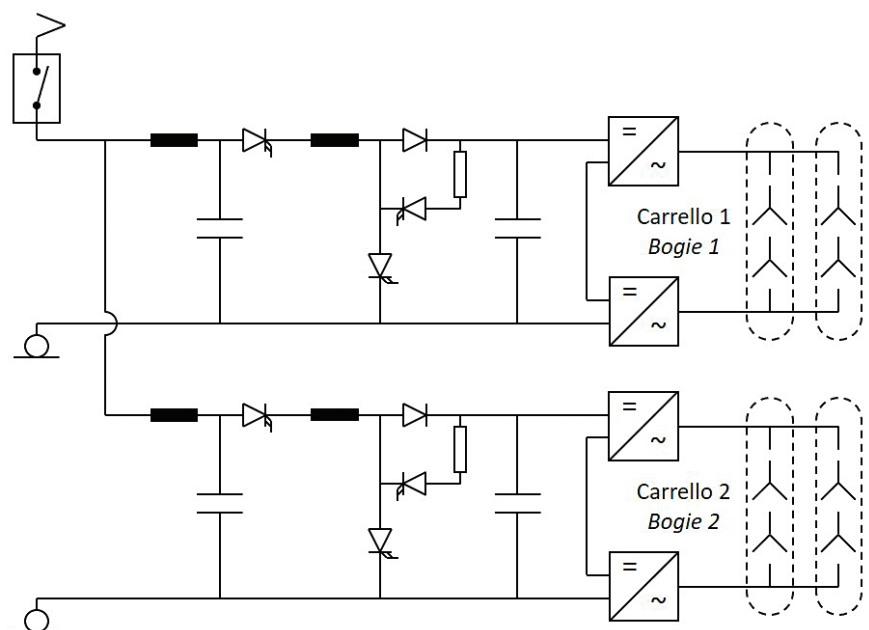 =
~
Carrello 1
Bogie 1
=
~
=
~
Carrello 2
Bogie 2
=
~